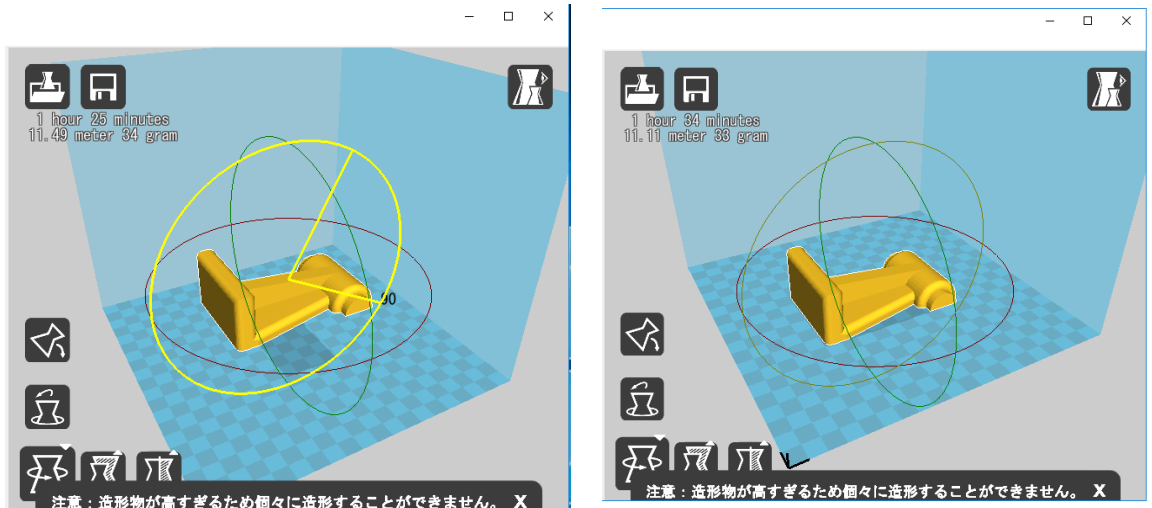 1 hour 25 minutes
11.49 meter 34 gram
90
注意：造形物が高すぎるため個々に造形することができません。 X
1 hour 34 minutes
11.11 meter 33 gram
注意：造形物が高すぎるため個々に造形することができません。 X